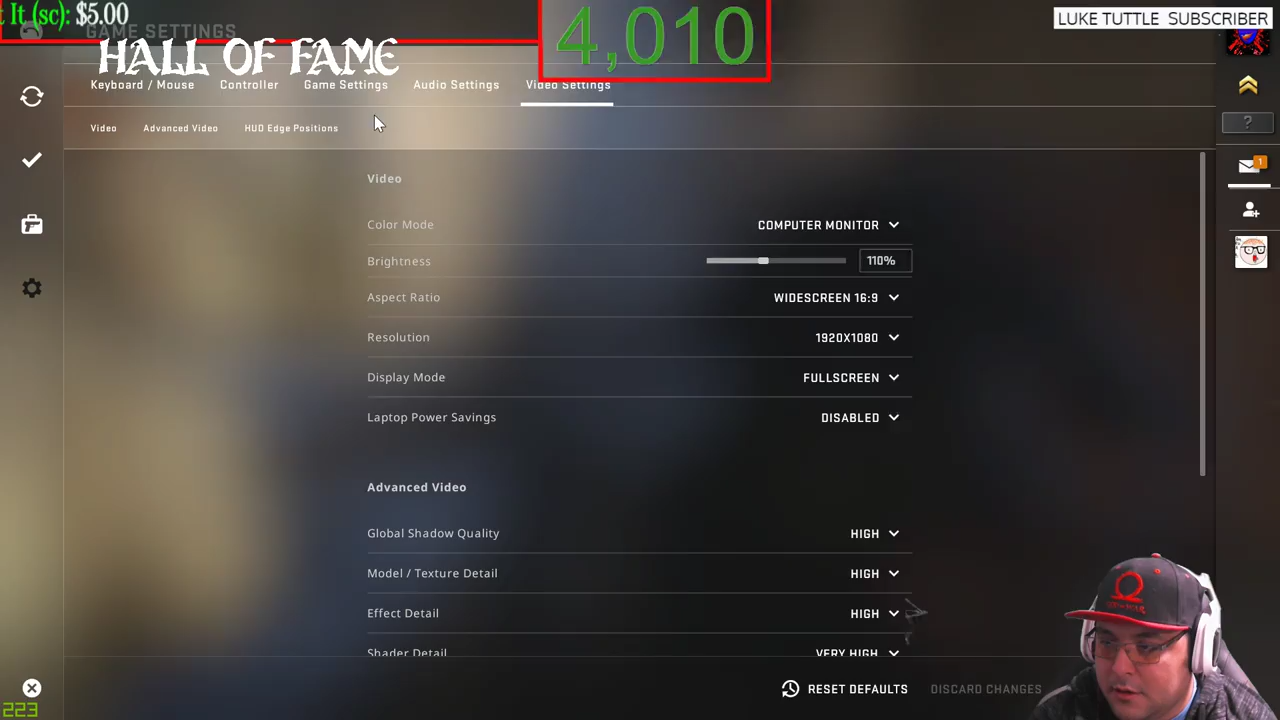 t It (sc): $5.00
4,010
LUKE TUTTLE SUBSCRIBER
GAME SETTINGS
HALL OF FAME
Keyboard / Mouse
Controller
Game Settings
Audio Settings
Video Settings
?
1
Video
Advanced Video
HUD Edge Positions
Video
Color Mode
COMPUTER MONITOR
Brightness
110%
Aspect Ratio
WIDESCREEN 16:9
Resolution
1920X1080
Display Mode
FULLSCREEN
Laptop Power Savings
DISABLED
Advanced Video
Global Shadow Quality
HIGH
Model / Texture Detail
HIGH
Effect Detail
HIGH
Shader Detail
VERY HIGH
RESET DEFAULTS
DISCARD CHANGES
223